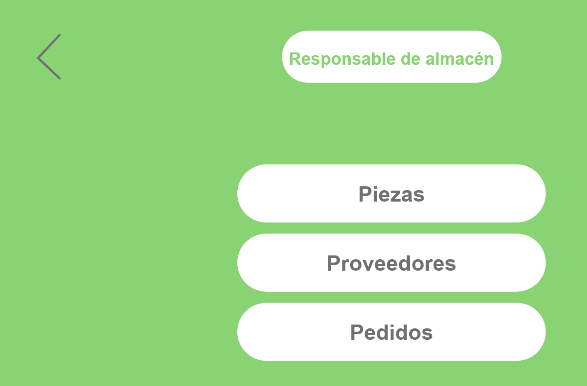 Responsable de almacén
Piezas
Proveedores
Pedidos